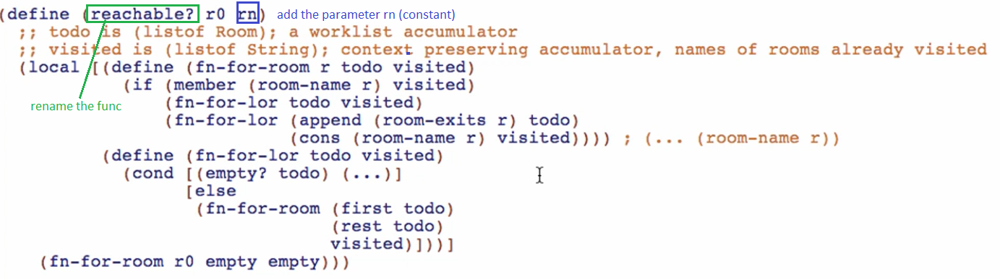 (define (reachable? r0 rn) add the parameter rn (constant)
;; todo is (listof Room); a worklist accumulator
;; visited is (listof String); context preserving accumulator, names of rooms already visited
(local [(define (fn-for-room r todo visited)
(if (member (room-name r) visited)
rename the func (fn-for-lor todo visited)
(fn-for-lor (append (room-exits r) todo)
(cons (room-name r) visited)))) ; (... (room-name r))
(define (fn-for-lor todo visited)
(cond [(empty? todo) (...)]
[else
(fn-for-room (first todo)
(rest todo)
visited)]))]
(fn-for-room r0 empty empty)))